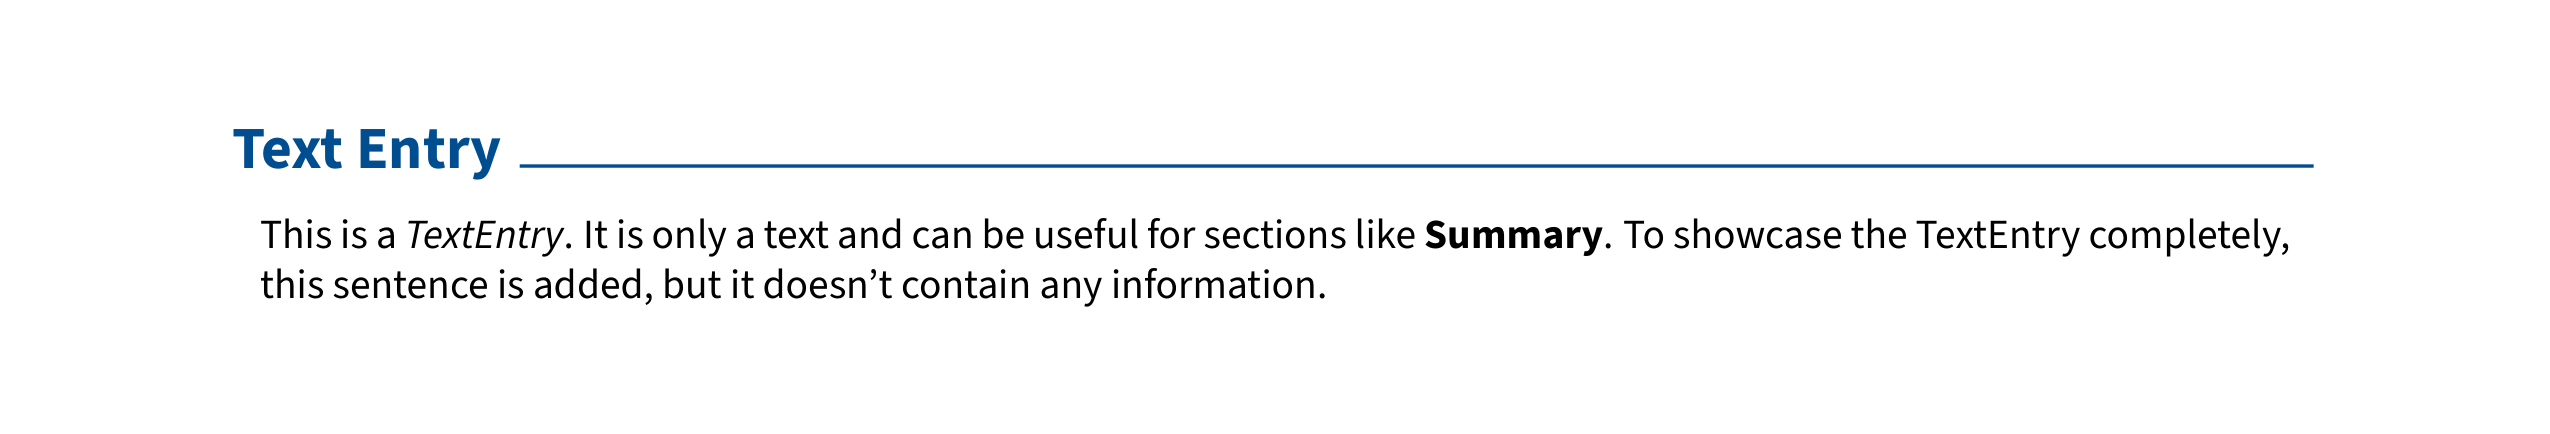 Text Entry
This is a TextEntry. It is only a text and can be useful for sections like Summary. To showcase the TextEntry completely,
this sentence is added, but it doesn’t contain any information.